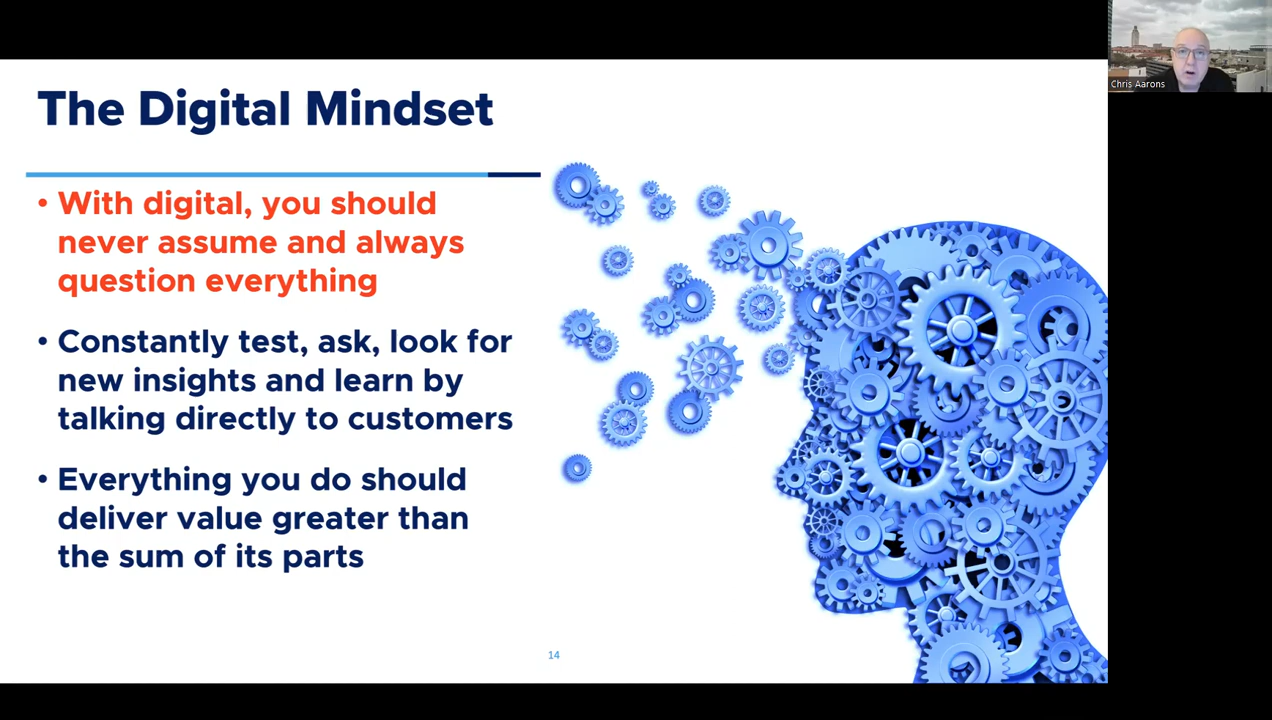 The Digital Mindset
• With digital, you should
never assume and always
question everything
• Constantly test, ask, look for
new insights and learn by
talking directly to customers
• Everything you do should
deliver value greater than
the sum of its parts
14
Chris Aarons